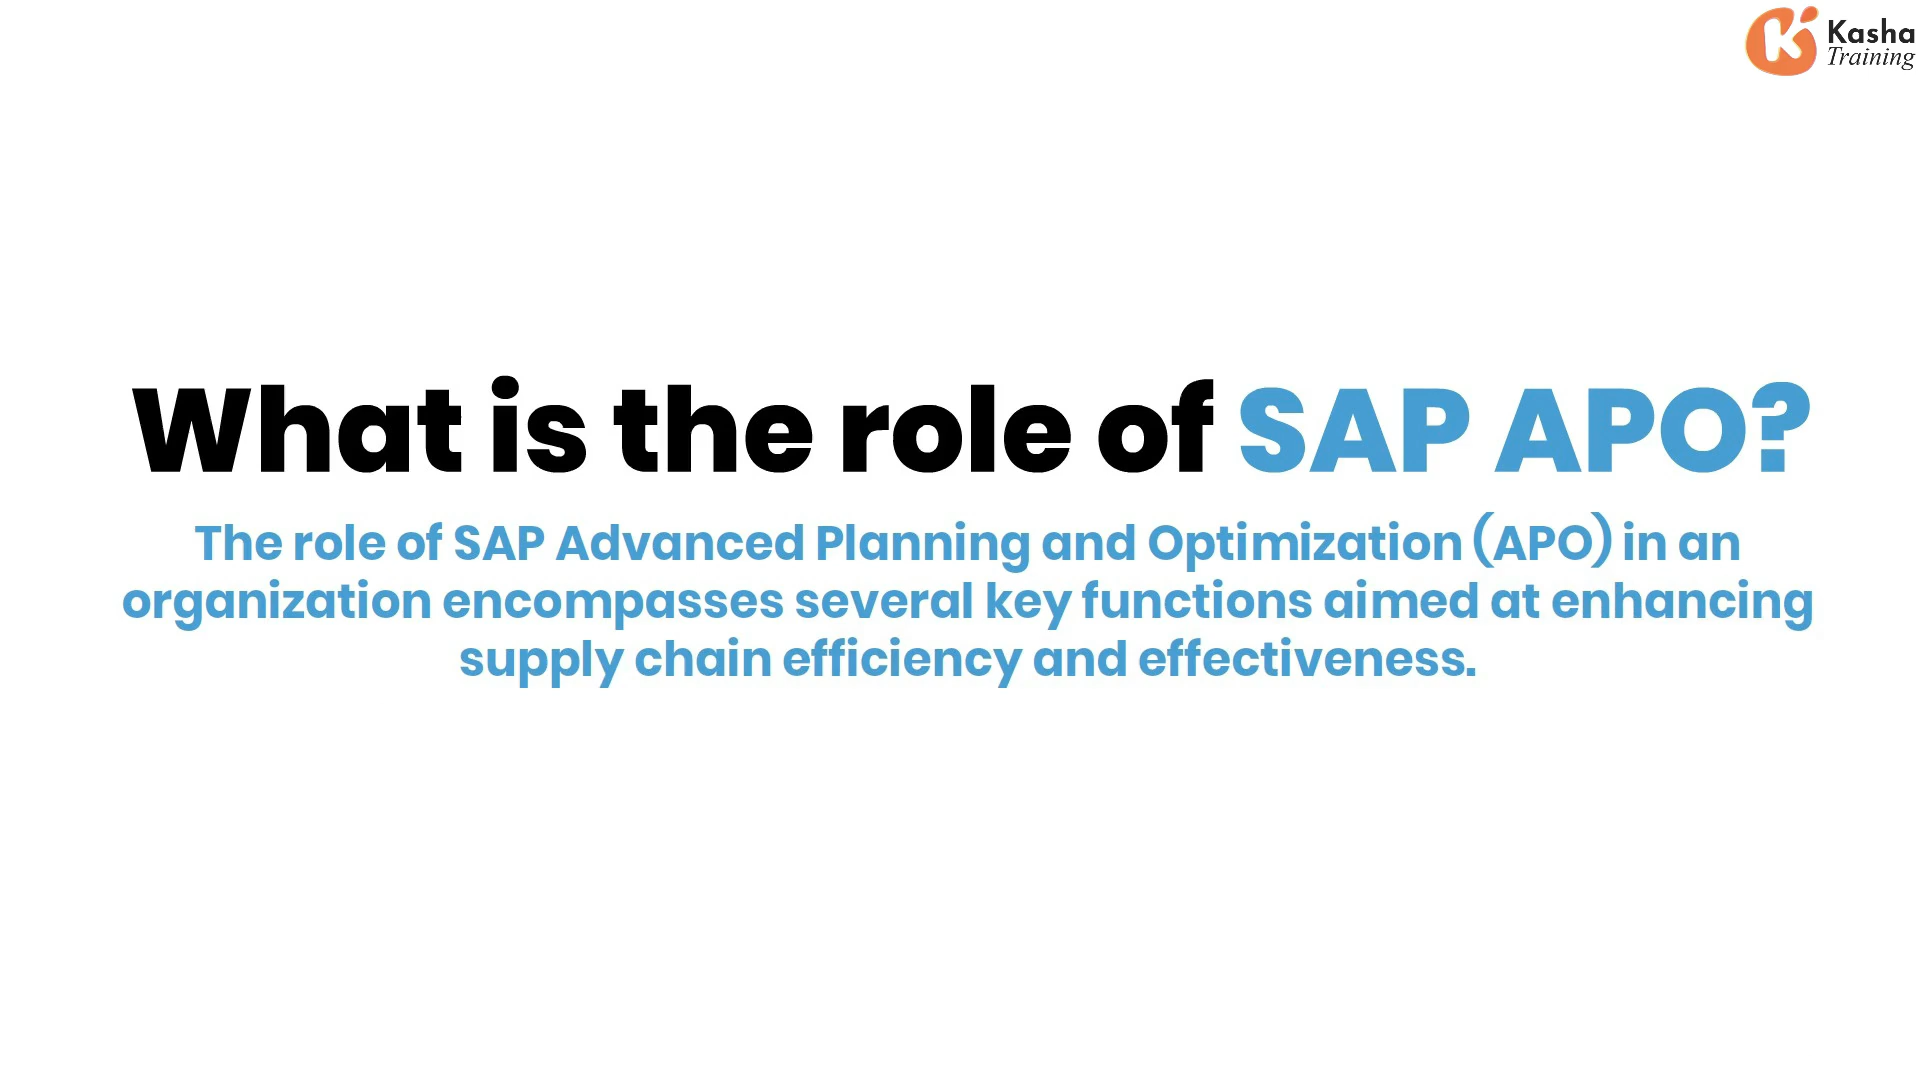 Kasha
Training
What is the role of SAP APO?
The role of SAP Advanced Planning and Optimization (APO) in an
organization encompasses several key functions aimed at enhancing
supply chain efficiency and effectiveness.